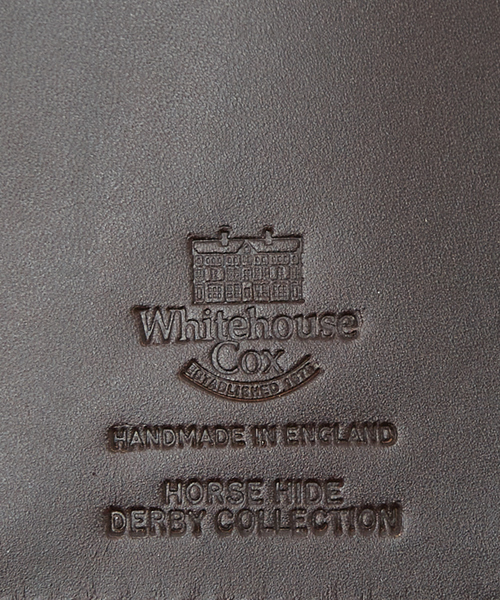 Whitehouse
Cox
ESTABLISHED 1875
HANDMADE IN ENGLAND
HORSE HIDE
DERBY COLLECTION